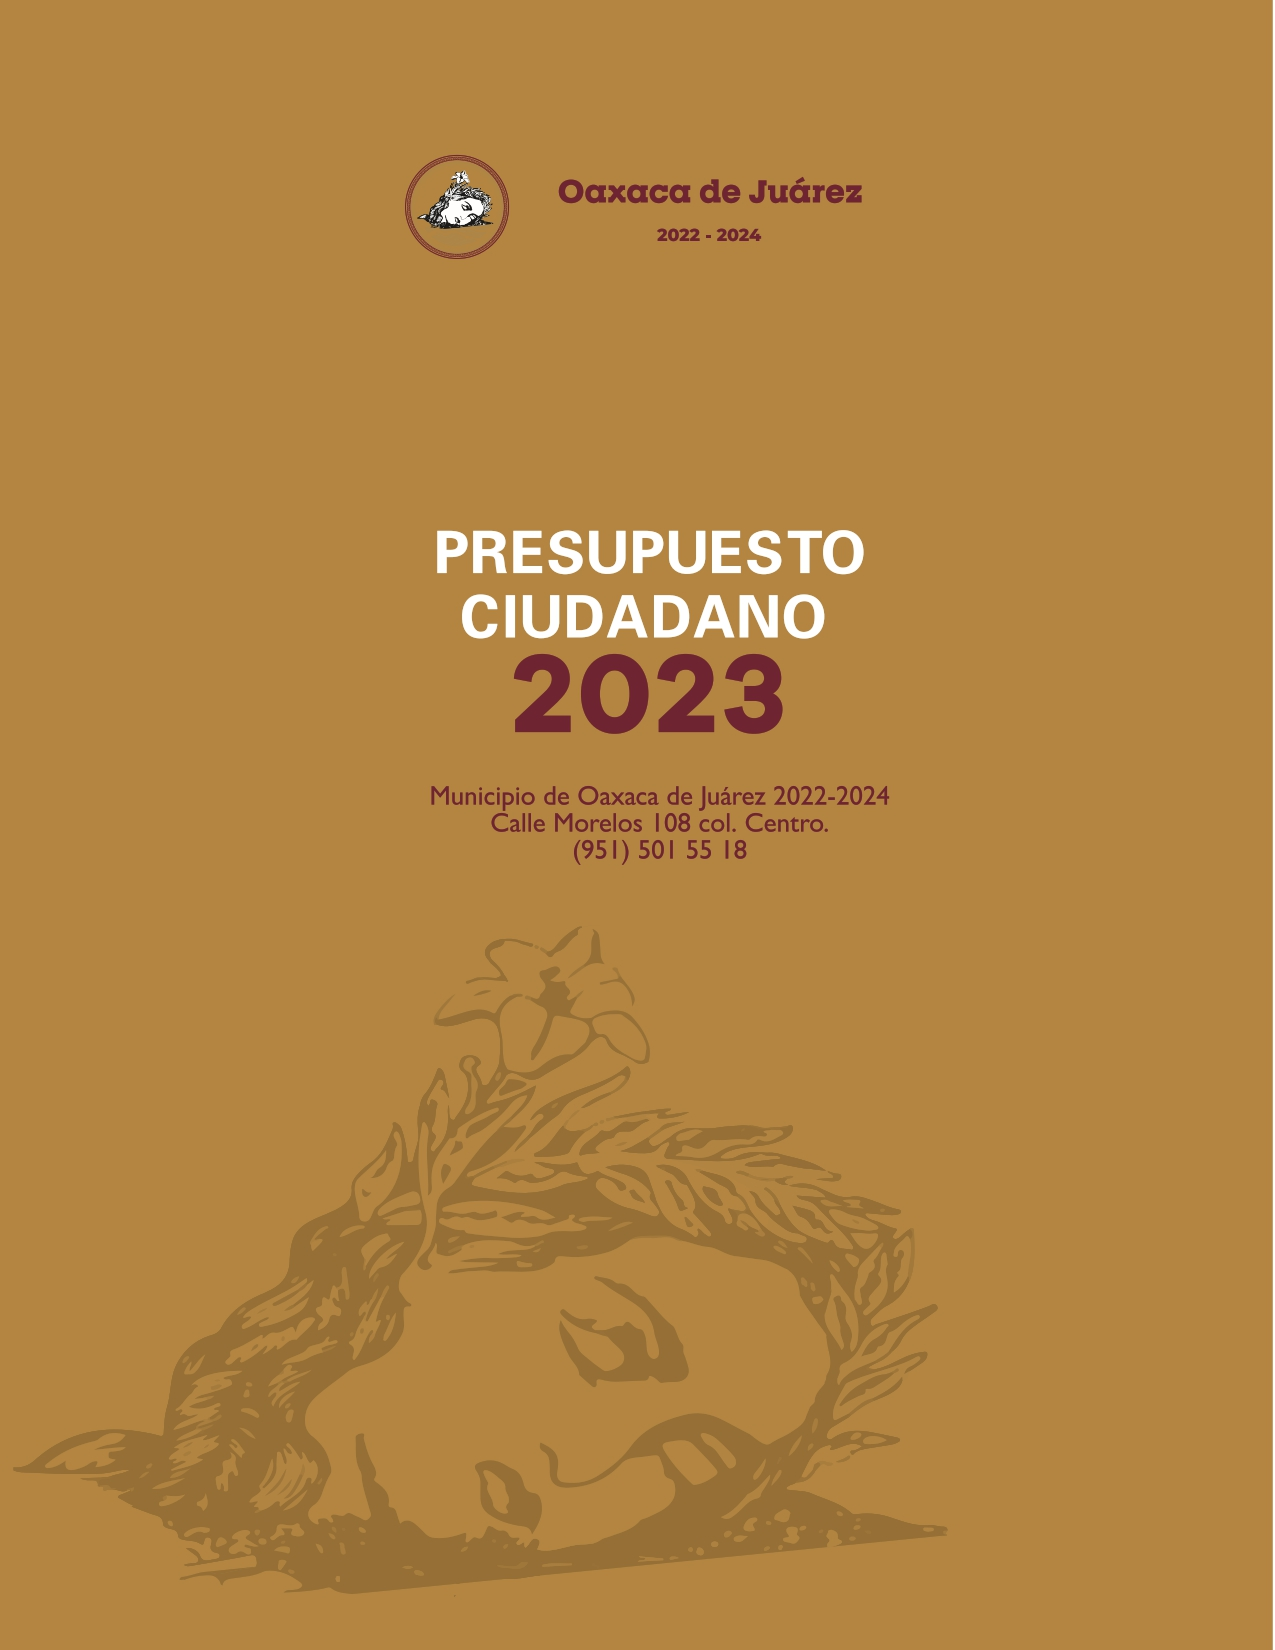 Oaxaca de Juárez
2022 - 2024
PRESUPUESTO
CIUDADANO
2023
Municipio de Oaxaca de Juárez 2022-2024
Calle Morelos 108 col. Centro.
(951) 501 55 18